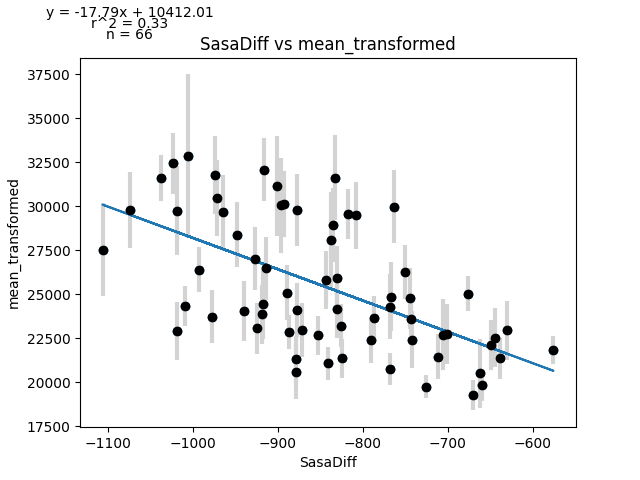 y = -17.79x + 10412.01
r^2 = 0.33
n = 66
SasaDiff vs mean_transformed
37500
35000
32500
30000
27500
25000
22500
20000
17500
mean_transformed
−1100 −1000 −900 −800 −700 −600
SasaDiff